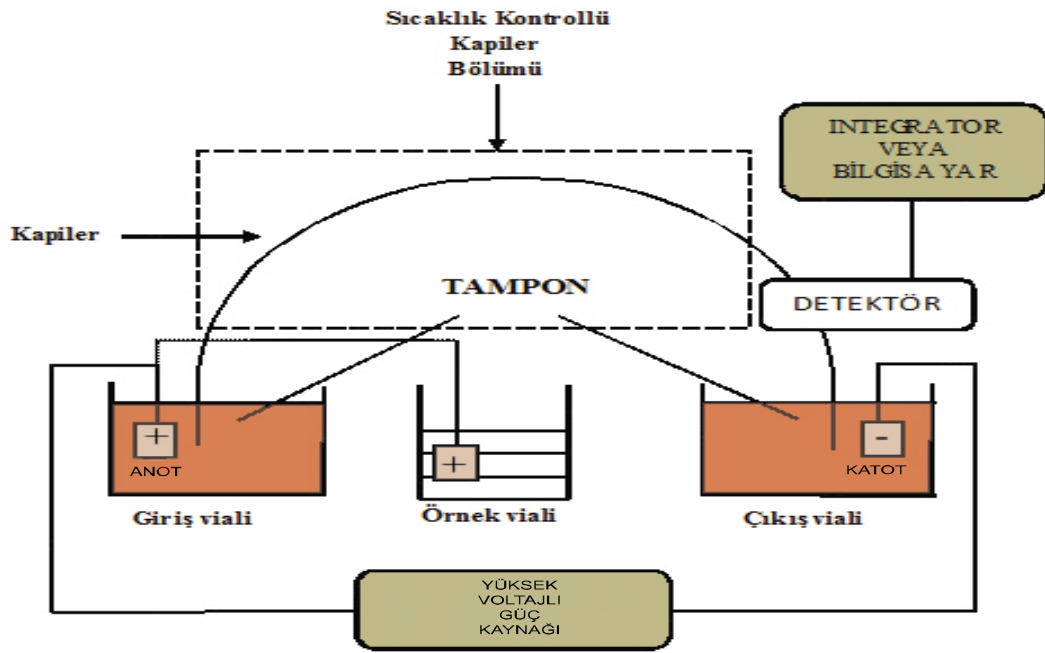 Sıcaklık Kontrollü
Kapiler
Bölümü
INTEGRATOR
VEYA
BİLGİSAYAR
Kapiler
TAMPON
DETEKTÖR
+
ANOT
+
-
KATOT
Giriş viali
Örnek viali
Çıkış viali
YÜKSEK
VOLTAJLI
GÜÇ
KAYNAĞI